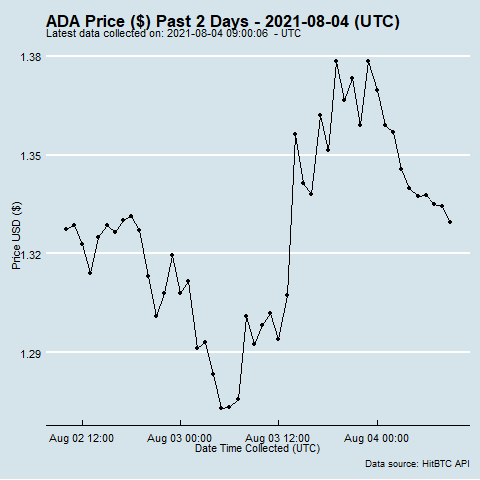 ADA Price ($) Past 2 Days - 2021-08-04 (UTC)
Latest data collected on: 2021-08-04 09:00:06  - UTC
1.38
1.35
1.32
1.29
Price USD ($)
Aug 02 12:00 Aug 03 00:00 Aug 03 12:00 Aug 04 00:00
Date Time Collected (UTC)
Data source: HitBTC API